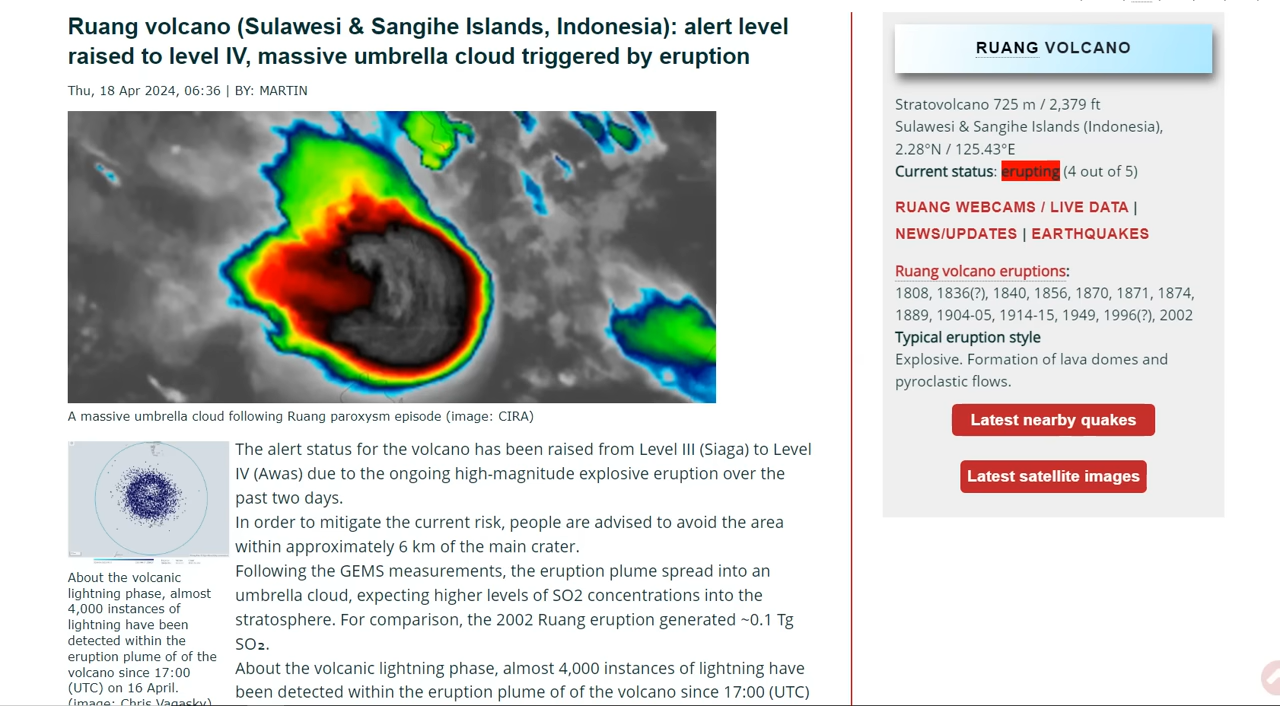 Ruang volcano (Sulawesi & Sangihe Islands, Indonesia): alert level
raised to level IV, massive umbrella cloud triggered by eruption
Thu, 18 Apr 2024, 06:36 | BY: MARTIN
A massive umbrella cloud following Ruang paroxysm episode (image: CIRA)
About the volcanic
lightning phase, almost
4,000 instances of
lightning have been
detected within the
eruption plume of of the
volcano since 17:00
(UTC) on 16 April.
(image: Chris Vagasky)
The alert status for the volcano has been raised from Level III (Siaga) to Level
IV (Awas) due to the ongoing high-magnitude explosive eruption over the
past two days.
In order to mitigate the current risk, people are advised to avoid the area
within approximately 6 km of the main crater.
Following the GEMS measurements, the eruption plume spread into an
umbrella cloud, expecting higher levels of SO2 concentrations into the
stratosphere. For comparison, the 2002 Ruang eruption generated ~0.1 Tg
SO₂.
About the volcanic lightning phase, almost 4,000 instances of lightning have
been detected within the eruption plume of of the volcano since 17:00 (UTC)
RUANG VOLCANO
Stratovolcano 725 m / 2,379 ft
Sulawesi & Sangihe Islands (Indonesia),
2.28°N / 125.43°E
Current status: erupting (4 out of 5)
RUANG WEBCAMS / LIVE DATA |
NEWS/UPDATES | EARTHQUAKES
Ruang volcano eruptions:
1808, 1836(?), 1840, 1856, 1870, 1871, 1874,
1889, 1904-05, 1914-15, 1949, 1996(?), 2002
Typical eruption style
Explosive. Formation of lava domes and
pyroclastic flows.
Latest nearby quakes
Latest satellite images